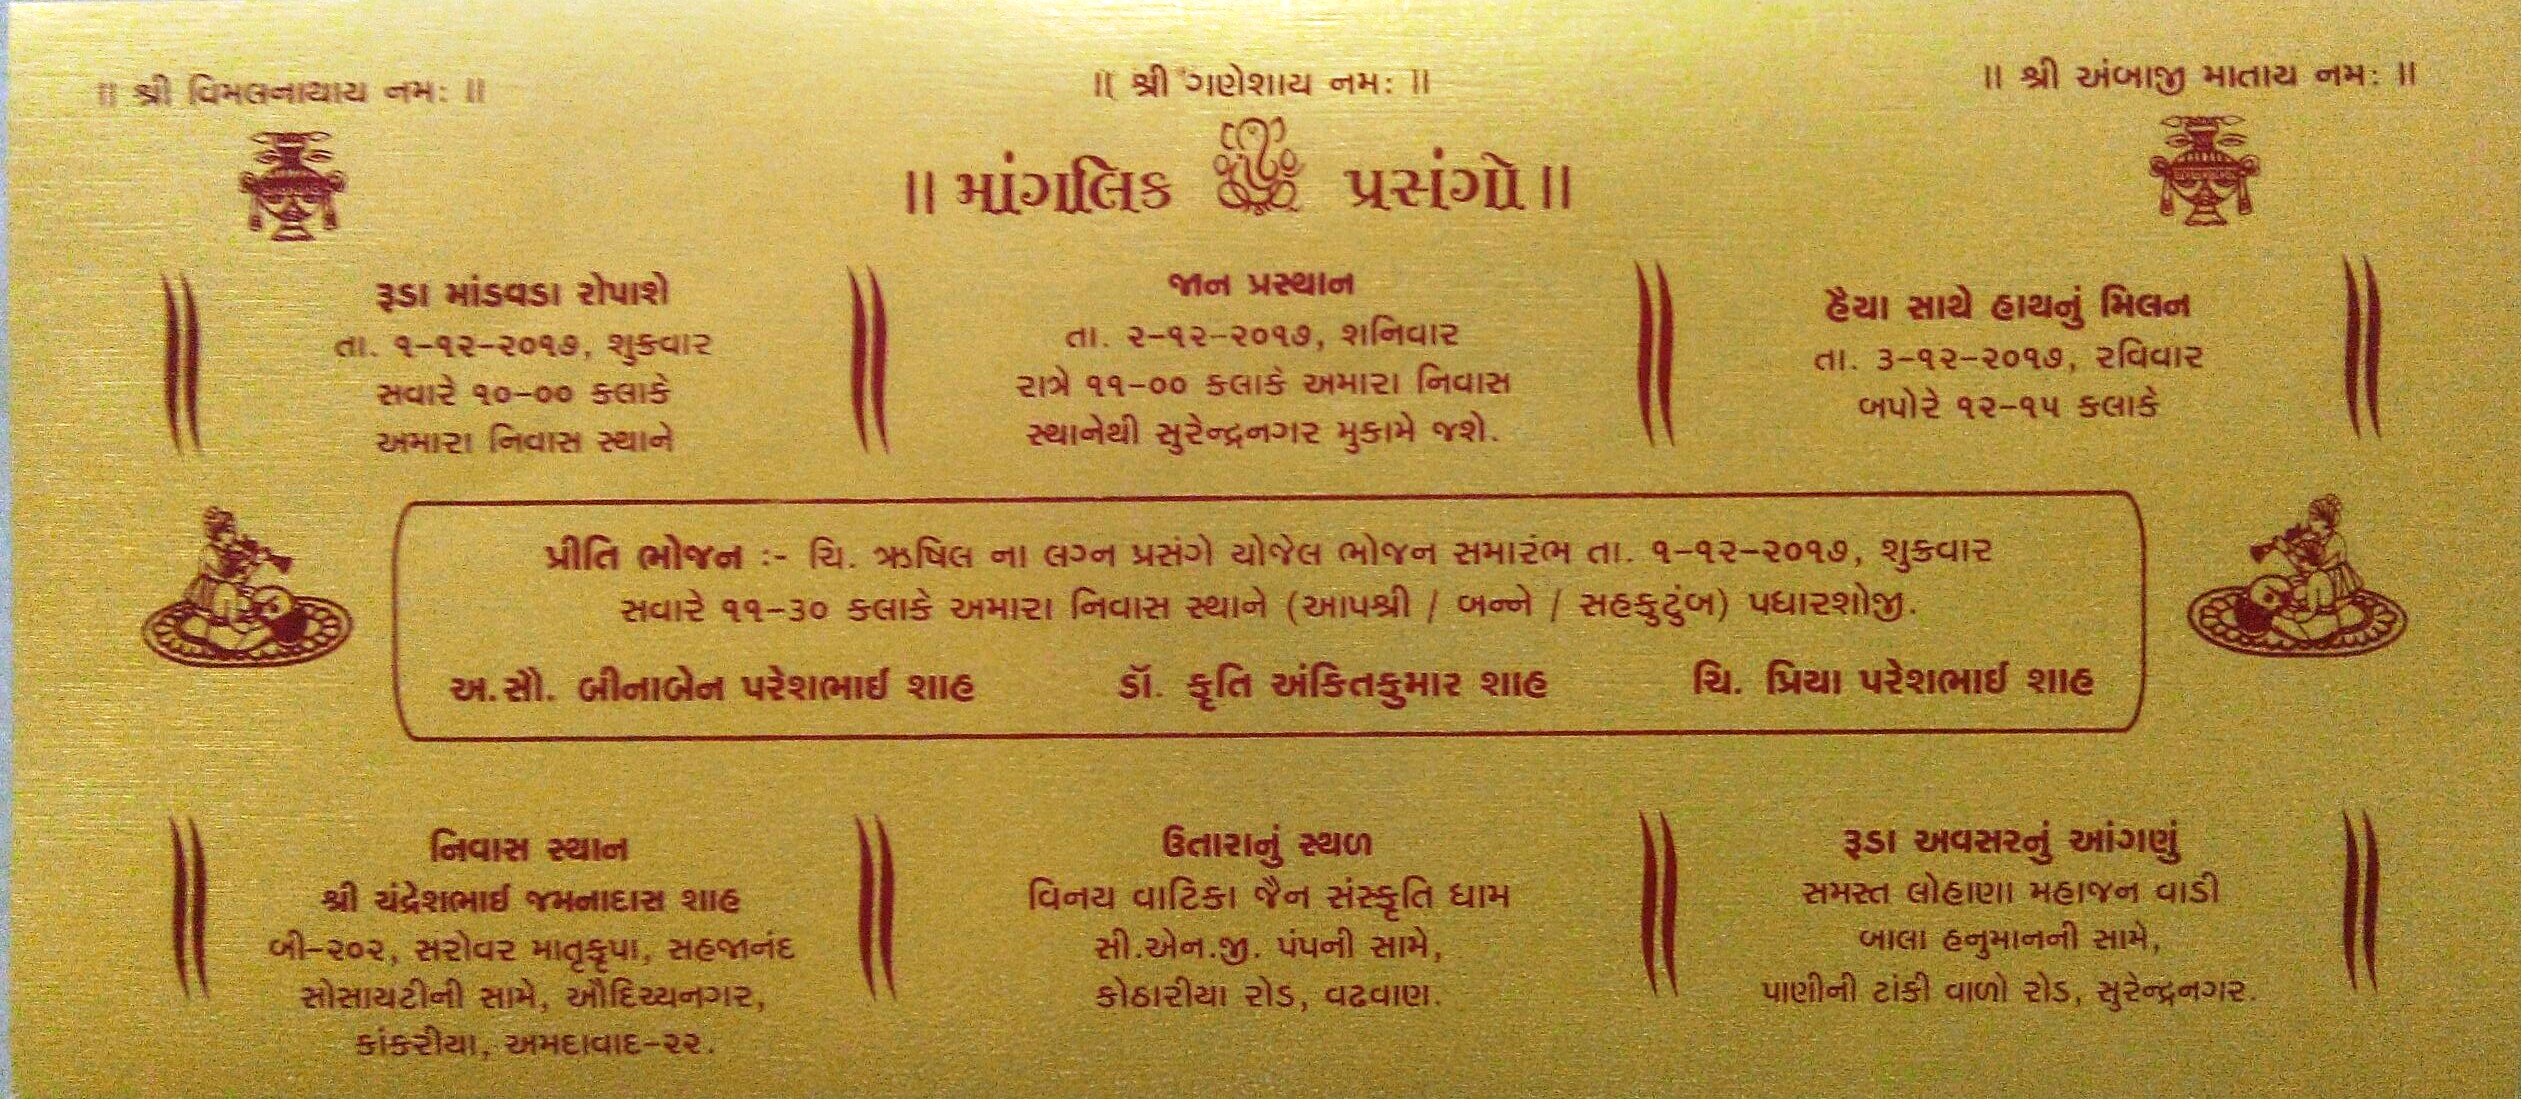 ॥ શ્રી વિમલનાયાય નમઃ ॥
॥ શ્રી ગણેશાય નમઃ ॥
॥ શ્રી અંબાજી માતાય નમઃ ॥
॥ માંગલિક પ્રસંગો ॥
રૂડા માંડવડા રોપાશે
તા. ૧-૧૨-૨૦૧૭, શુક્રવાર
સવારે ૧૦-૦૦ કલાકે
અમારા નિવાસ સ્થાને
જાન પ્રસ્થાન
તા. ૨-૧૨-૨૦૧૭, શનિવાર
રાત્રે ૧૧-૦૦ કલાકે અમારા નિવાસ
સ્થાનેથી સુરેન્દ્રનગર મુકામે જશે.
હૈયા સાથે હાથનું મિલન
તા. ૩-૧૨-૨૦૧૭, રવિવાર
બપોરે ૧૨-૧૫ કલાકે
પ્રીતિ ભોજન :- ચિ. ઋષિલ ના લગ્ન પ્રસંગે યોજેલ ભોજન સમારંભ તા. ૧-૧૨-૨૦૧૭, શુક્રવાર
સવારે ૧૧-૩૦ કલાકે અમારા નિવાસ સ્થાને (આપશ્રી / બન્ને / સહકુટુંબ) પધારશોજી.
અ.સૌ. બીનાબેન પરેશભાઈ શાહ
ડૉ. કૃતિ અંકિતકુમાર શાહ
ચિ. પ્રિયા પરેશભાઈ શાહ
નિવાસ સ્થાન
શ્રી ચંદ્રેશભાઈ જમનાદાસ શાહ
બી-૨૦૨, સરોવર માતૃકૃપા, સહજાનંદ
સોસાયટીની સામે, ઔદિચ્યનગર,
કાંકરીયા, અમદાવાદ-૨૨.
ઉતારાનું સ્થળ
વિનય વાટિકા જૈન સંસ્કૃતિ ધામ
સી.એન.જી. પંપની સામે,
કોઠારીયા રોડ, વઢવાણ.
રૂડા અવસરનું આંગણું
સમસ્ત લોહાણા મહાજન વાડી
બાલા હનુમાનની સામે,
પાણીની ટાંકી વાળો રોડ, સુરેન્દ્રનગર.